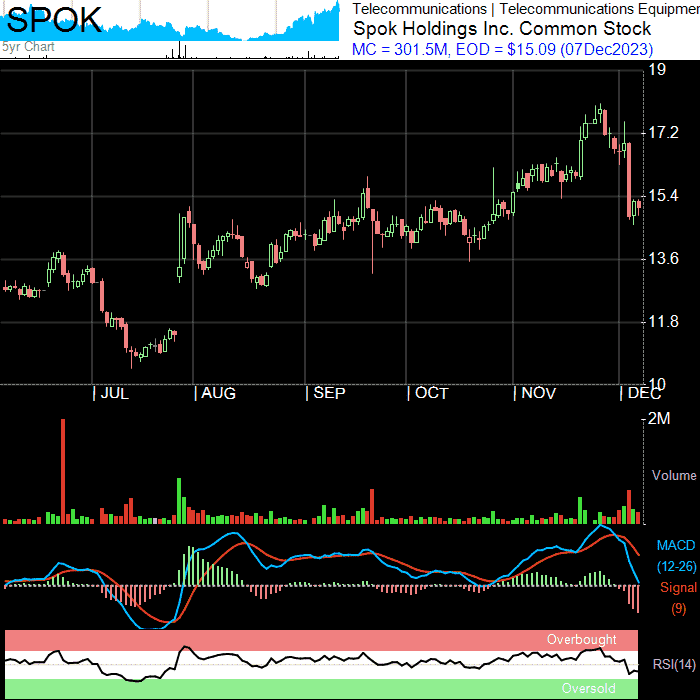 SPOK
5yr Chart
Telecommunications | Telecommunications Equipmen
Spok Holdings Inc. Common Stock
MC = 301.5M, EOD = $15.09 (07Dec2023)
19
17.2
15.4
13.6
11.8
10
JUL AUG SEP OCT NOV DEC
2M
Volume
MACD
(12-26)
Signal
(9)
Overbought
RSI(14)
Oversold